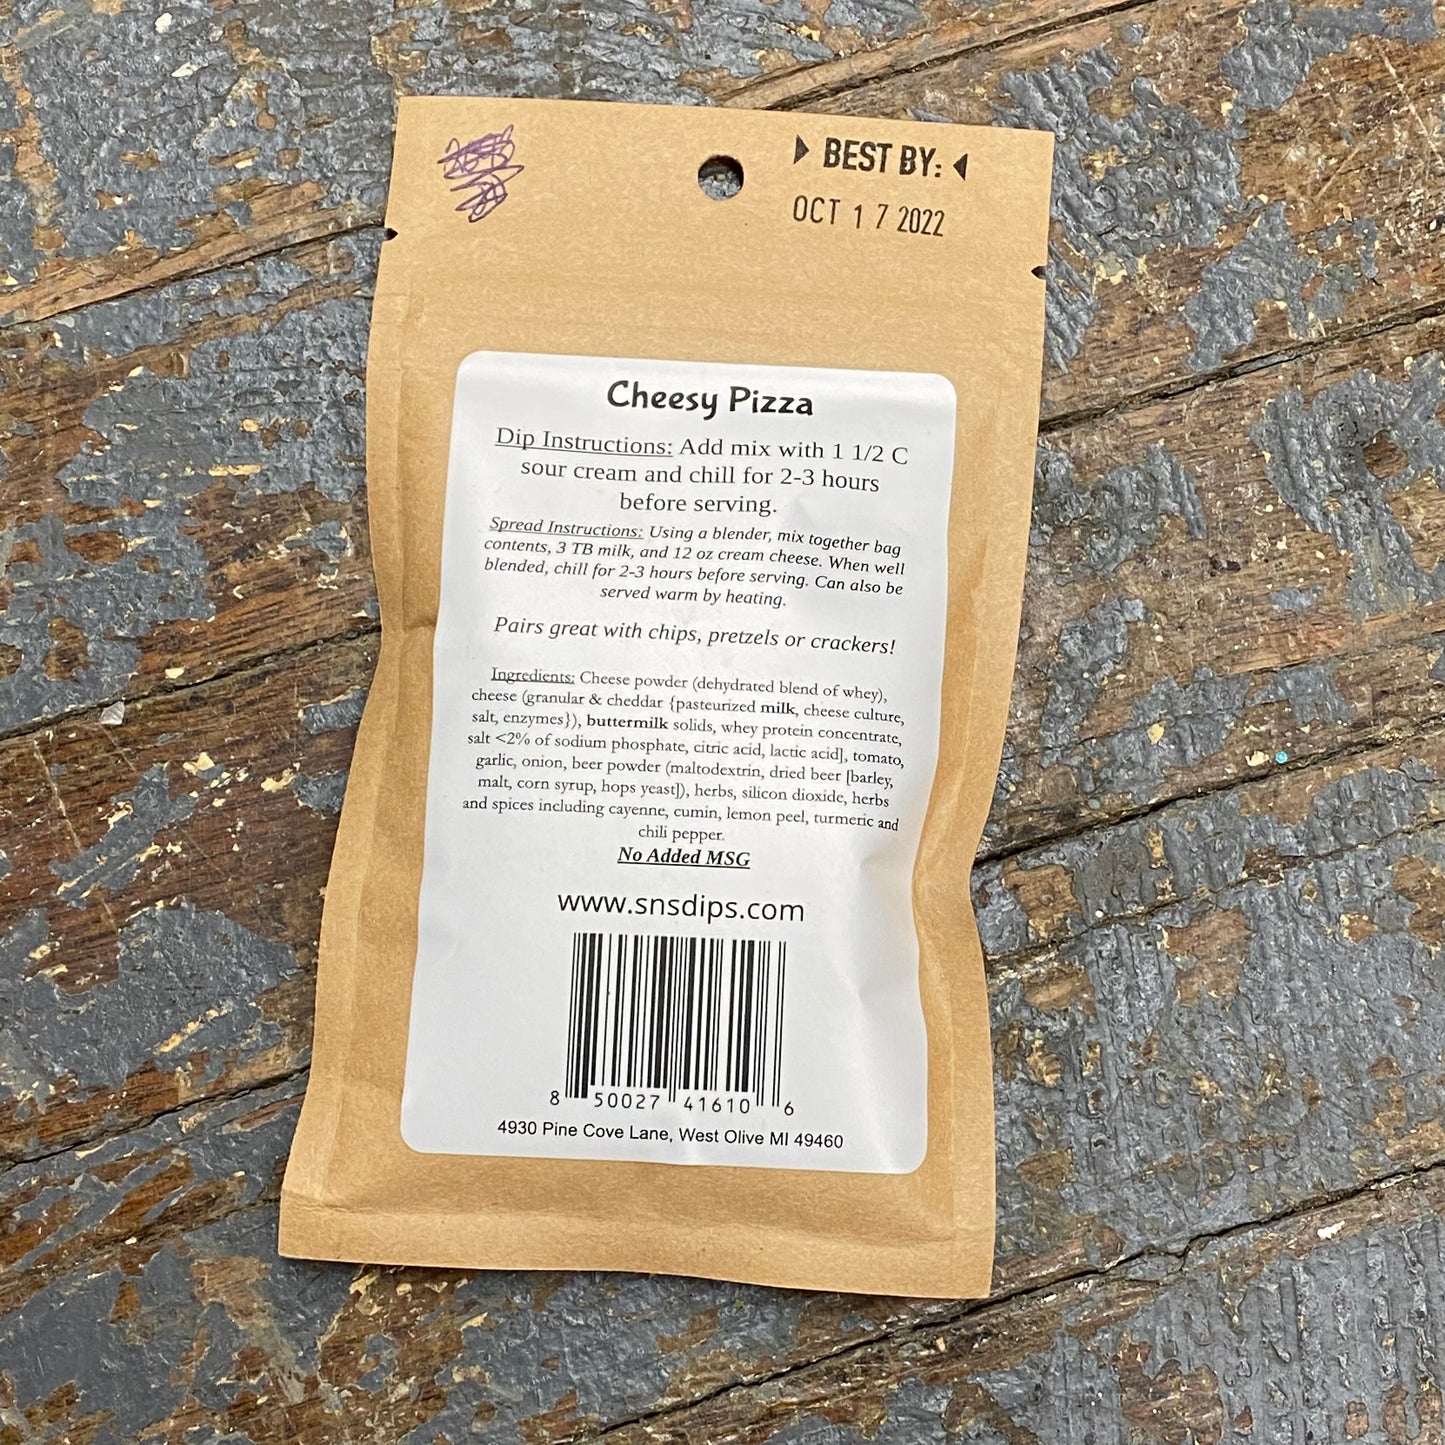 BEST BY:
OCT 17 2022
Cheesy Pizza
Dip Instructions: Add mix with 1 1/2 C
sour cream and chill for 2-3 hours
before serving.
Spread Instructions: Using a blender, mix together bag
contents, 3 TB milk, and 12 oz cream cheese. When well
blended, chill for 2-3 hours before serving. Can also be
served warm by heating.
Pairs great with chips, pretzels or crackers!
Ingredients: Cheese powder (dehydrated blend of whey),
cheese (granular & cheddar {pasteurized milk, cheese culture,
salt, enzymes}), buttermilk solids, whey protein concentrate,
salt <2% of sodium phosphate, citric acid, lactic acid], tomato,
garlic, onion, beer powder (maltodextrin, dried beer [barley,
malt, corn syrup, hops yeast]), herbs, silicon dioxide, herbs
and spices including cayenne, cumin, lemon peel, turmeric and
chili pepper.
No Added MSG
www.snsdips.com
8 50027 41610 6
4930 Pine Cove Lane, West Olive MI 49460